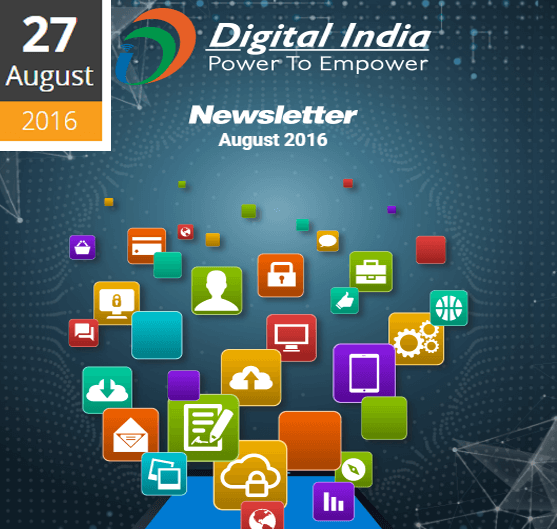 27
August
2016
Digital India
Power To Empower
Newsletter
August 2016